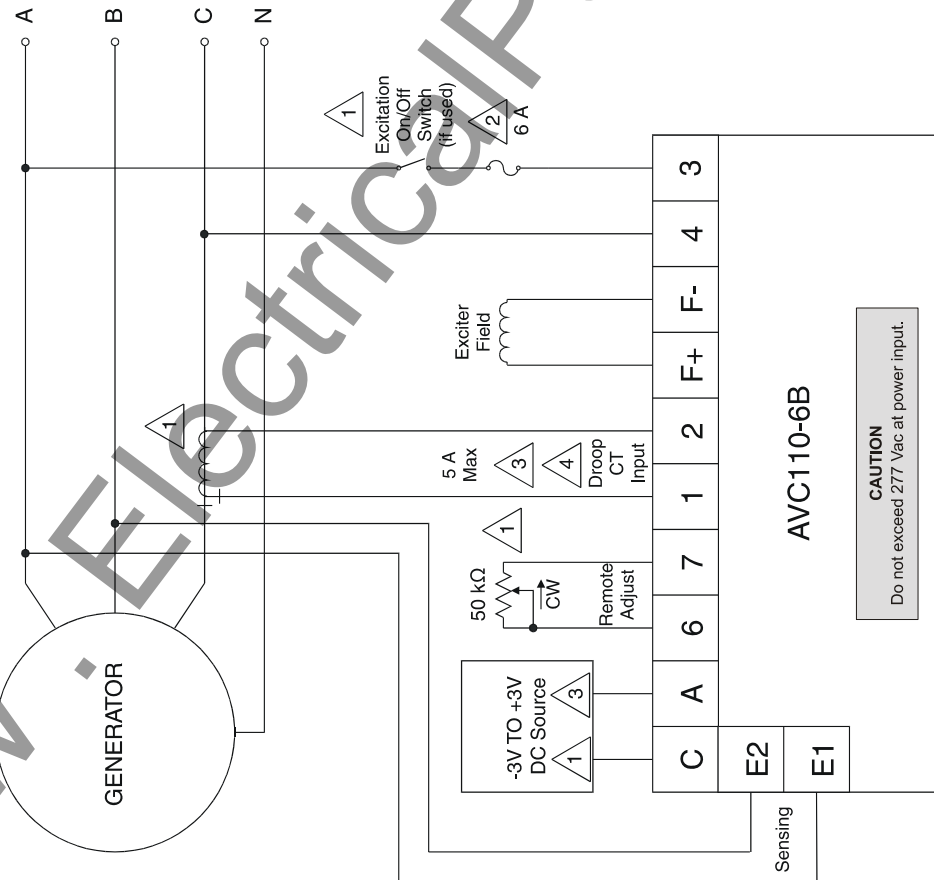 A
B
C
N
1
Excitation
On/Off
Switch
(if used)
2
6 A
1
Exciter
Field
5 A
Max
3
4
Droop
CT
Input
1
50 kΩ
CW
Remote
Adjust
-3V TO +3V
DC Source
1
3
GENERATOR
3
4
F-
F+
2
1
7
6
A
C
E2
E1
Sensing
AVC110-6B
CAUTION
Do not exceed 277 Vac at power input.
. ElectricalP